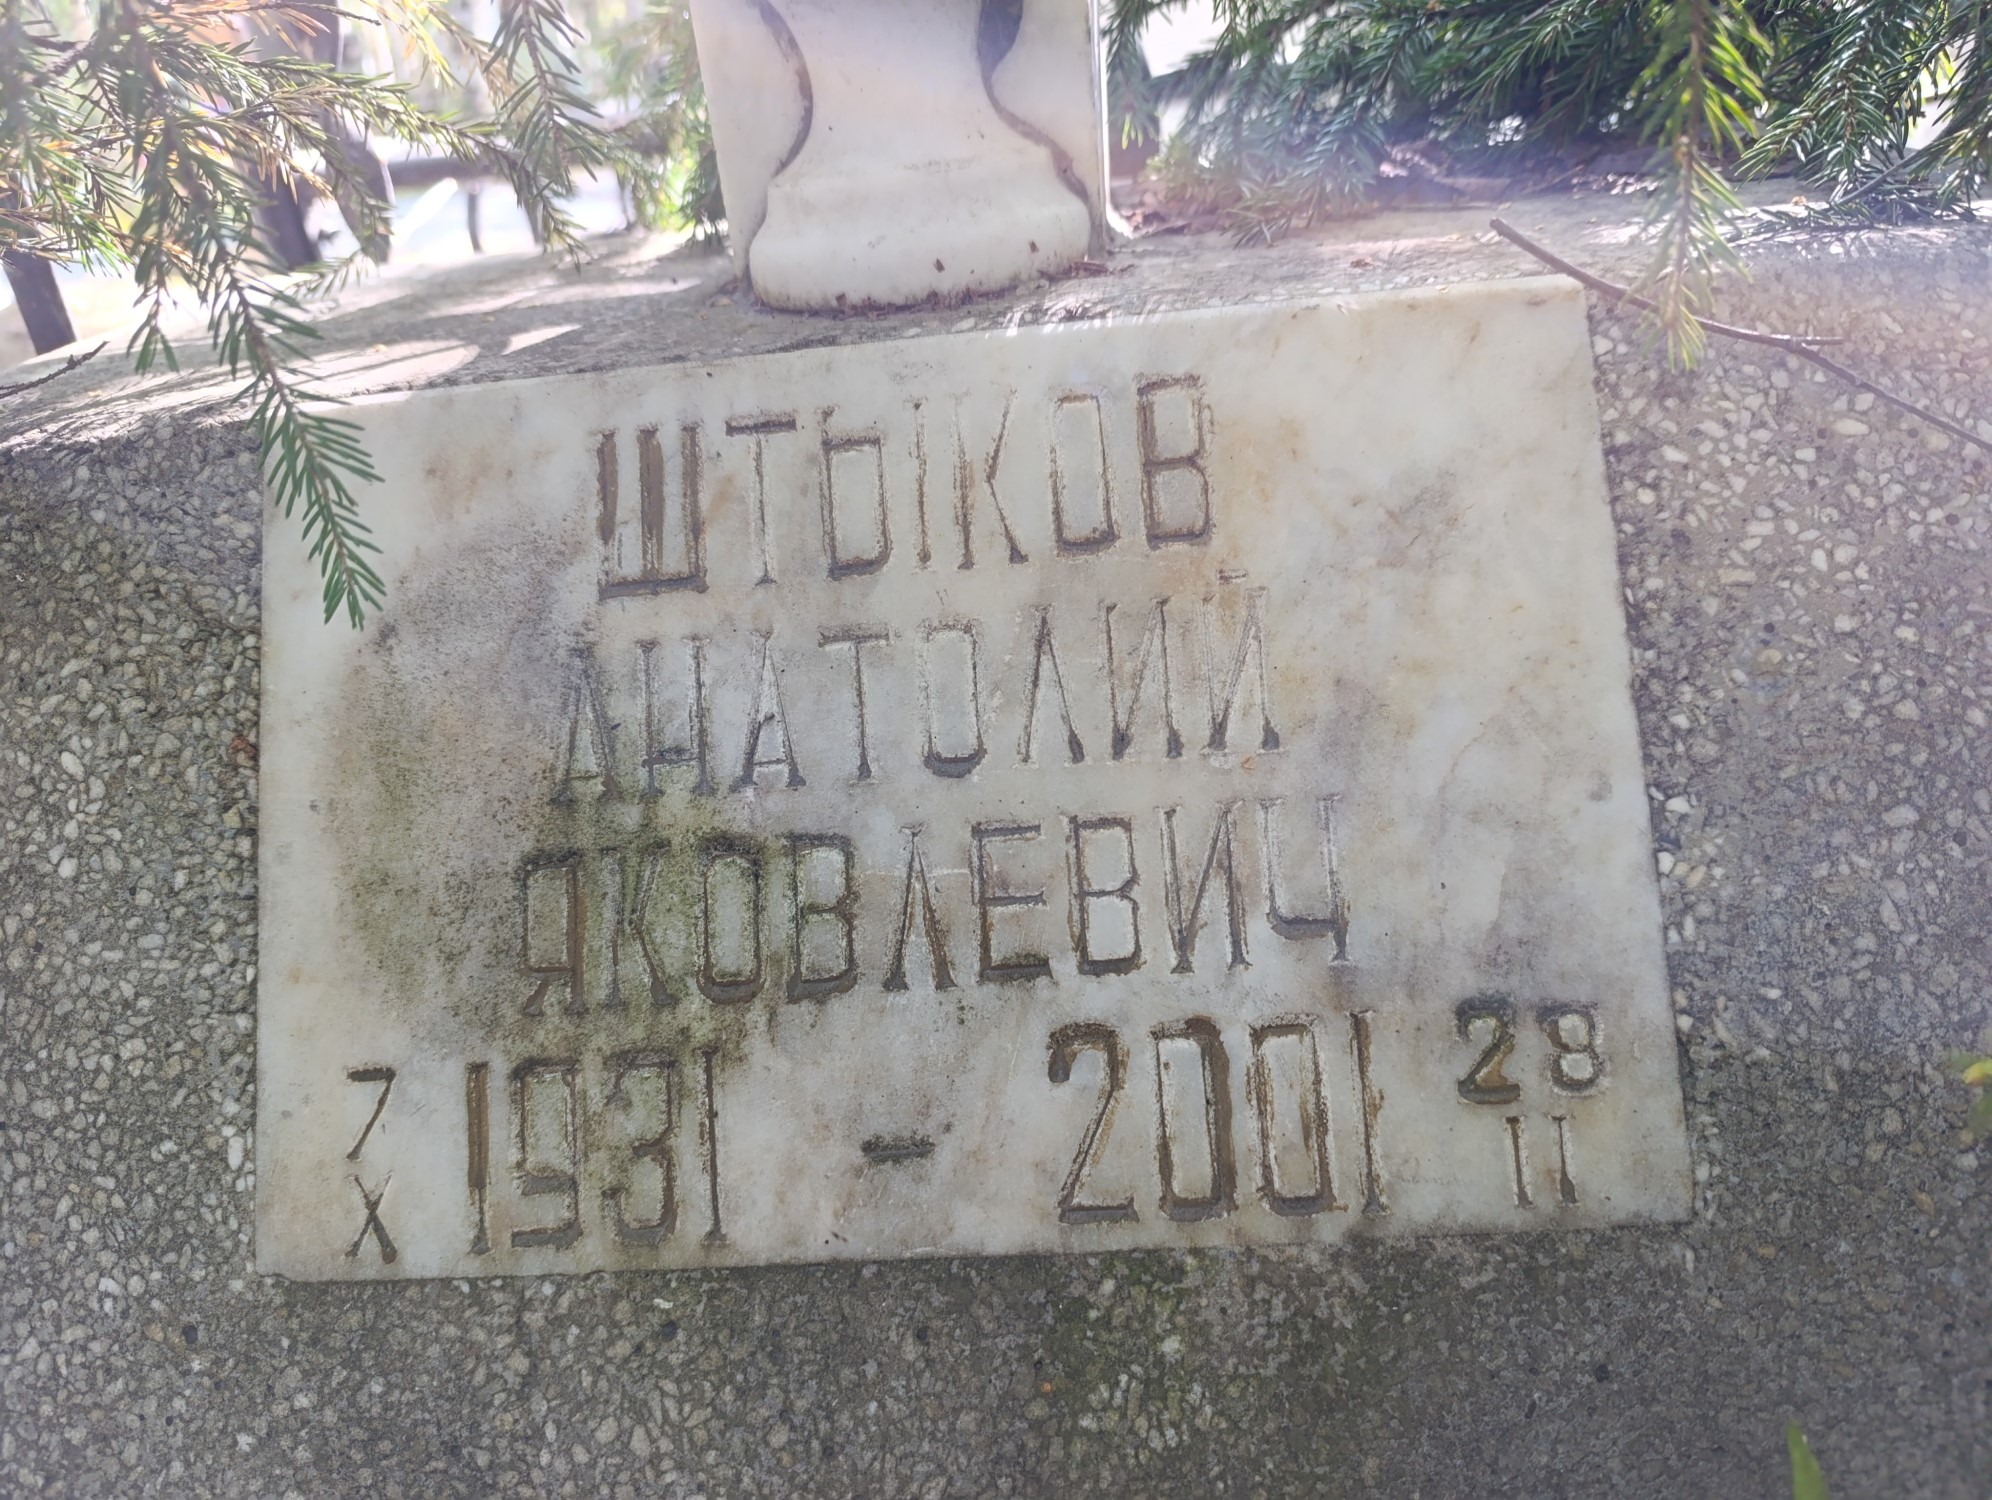 ШТЫКОВ
АНАТОЛИЙ
ЯКОВЛЕВИЧ
7/X 1931 - 2001 28/II